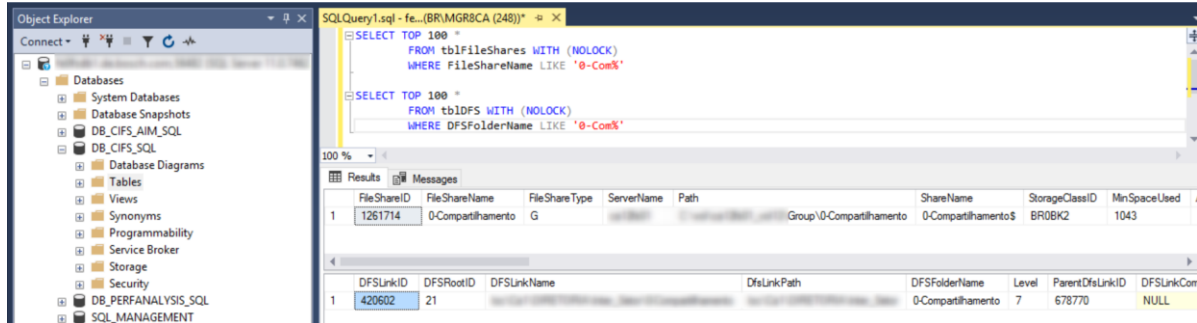 Object Explorer
Connect
Databases
System Databases
Database Snapshots
DB_CIFS_AIM_SQL
DB_CIFS_SQL
Database Diagrams
Tables
Views
Synonyms
Programmability
Service Broker
Storage
Security
DB_PERFANALYSIS_SQL
SQL_MANAGEMENT
SQLQuery1.sql - fe...(BR\MGR8CA (248))*
SELECT TOP 100 *
FROM tblFileShares WITH (NOLOCK)
WHERE FileShareName LIKE '0-Com%'
SELECT TOP 100 *
FROM tblDFS WITH (NOLOCK)
WHERE DFSFolderName LIKE '0-Com%'
100 %
Results Messages
FileShareID FileShareName FileShareType ServerName Path ShareName StorageClassID MinSpaceUsed
1 1261714 0-Compartilhamento G Group\0-Compartilhamento 0-Compartilhamento$ BR0BK2 1043
DFSLinkID DFSRootID DFSLinkName DfsLinkPath DFSFolderName Level ParentDfsLinkID DFSLinkCom
1 420602 21 0-Compartilhamento 7 678770 NULL